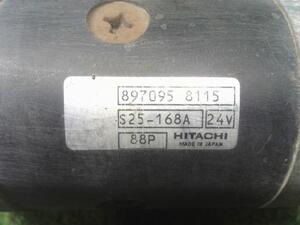 897095 8115
S25-168A 24V
88P HITACHI
MADE IN JAPAN